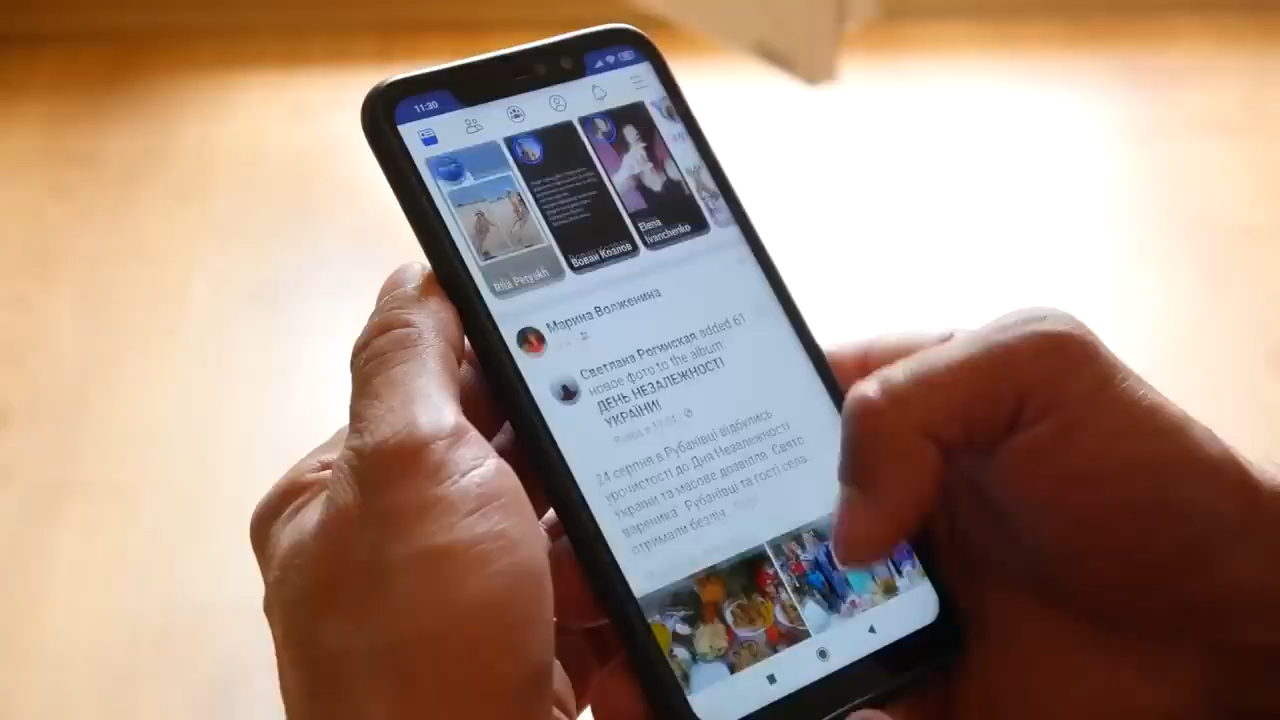 11:30
Rita Petyakh
Вован Козлов
Elena
Ivanchenko
Марина Волженина
Светлана Рогинская added 61
новое фото to the album:
ДЕНЬ НЕЗАЛЕЖНОСТІ
УКРАЇНИ!
24 серпня в Рубанівці відбулись
урочистості до Дня Незалежності
України та масове дозвілля "Свято
вареника". Рубанівці та гості села
отримали безліч